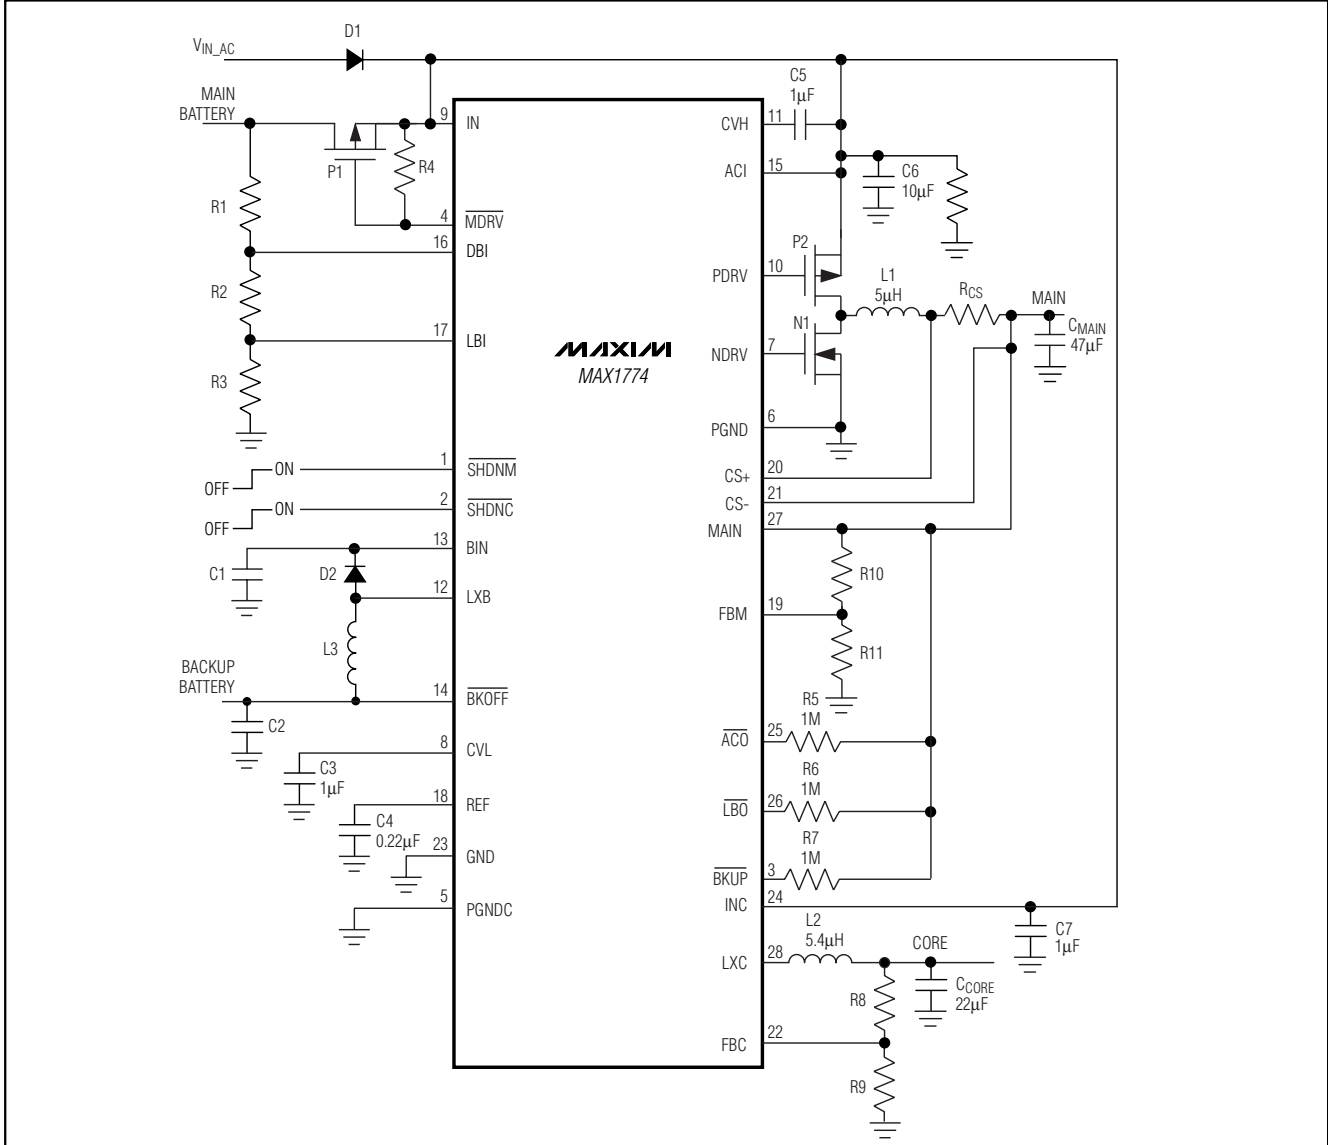 V_IN_AC
D1
MAIN
BATTERY
P1
R4
R1
R2
R3
OFF
ON
OFF
ON
C1
D2
L3
BACKUP
BATTERY
C2
C3
1µF
C4
0.22µF
9
IN
4
MDRV
16
DBI
17
LBI
1
SHDNM
2
SHDNC
13
BIN
12
LXB
14
BKOFF
8
CVL
18
REF
23
GND
5
PGNDC
MAXIM
MAX1774
CVH
11
C5
1µF
ACI
15
C6
10µF
PDRV
10
P2
L1
5µH
R_CS
MAIN
C_MAIN
47µF
NDRV
7
N1
PGND
6
CS+
20
CS-
21
MAIN
27
R10
FBM
19
R11
ACO
25
R5
1M
LBO
26
R6
1M
BKUP
3
R7
1M
INC
24
C7
1µF
LXC
28
L2
5.4µH
CORE
C_CORE
22µF
R8
FBC
22
R9